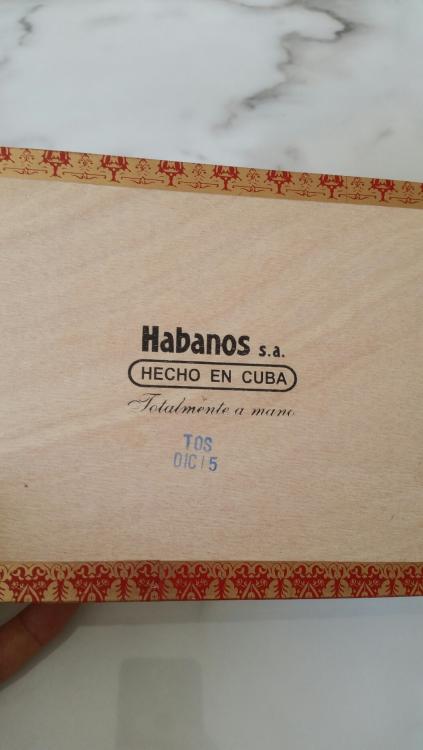 Habanos s.a.
HECHO EN CUBA
Totalmente a mano
TOS
DIC 15